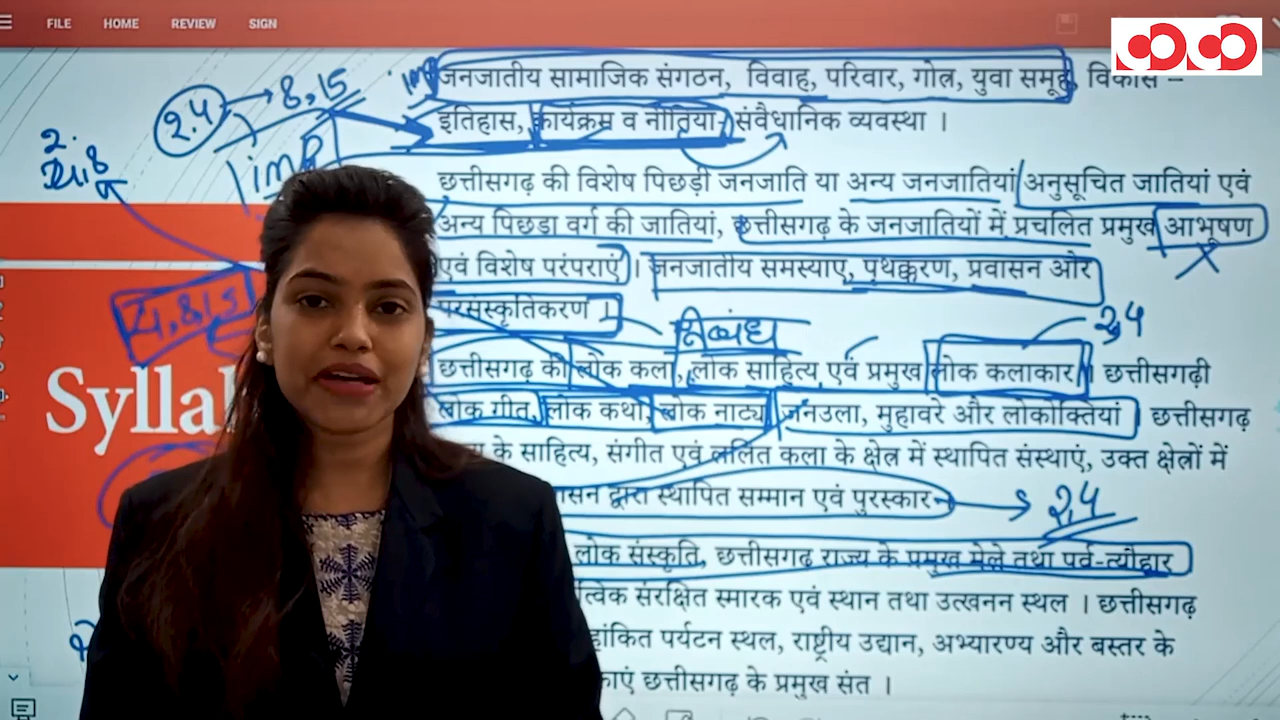 FILE HOME REVIEW SIGN
2.4 → 8, 15
imp
जनजातीय सामाजिक संगठन, विवाह, परिवार, गोत्र, युवा समूह, विकास –
इतिहास, कार्यक्रम व नीतियां- संवैधानिक व्यवस्था ।
छत्तीसगढ़ की विशेष पिछड़ी जनजाति या अन्य जनजातियां अनुसूचित जातियां एवं
अन्य पिछड़ा वर्ग की जातियां, छत्तीसगढ़ के जनजातियों में प्रचलित प्रमुख आभूषण
एवं विशेष परंपराएं । जनजातीय समस्याए, पृथक्करण, प्रवासन ओर
परसंस्कृतिकरण ।
निबंध
2,4
छत्तीसगढ़ की लोक कला, लोक साहित्य एवं प्रमुख लोक कलाकार । छत्तीसगढ़ी
Sylla
लोक गीत, लोक कथा, लोक नाट्य, जनउला, मुहावरे और लोकोक्तियां छत्तीसगढ़
के साहित्य, संगीत एवं ललित कला के क्षेत्र में स्थापित संस्थाएं, उक्त क्षेत्रों में
द्वारा स्थापित सम्मान एवं पुरस्कार
2,4
लोक संस्कृति, छत्तीसगढ़ राज्य के प्रमुख मेले तथा पर्व-त्यौहार
संरक्षित स्मारक एवं स्थान तथा उत्खनन स्थल । छत्तीसगढ़
पर्यटन स्थल, राष्ट्रीय उद्यान, अभ्यारण्य और बस्तर के
छत्तीसगढ़ के प्रमुख संत ।